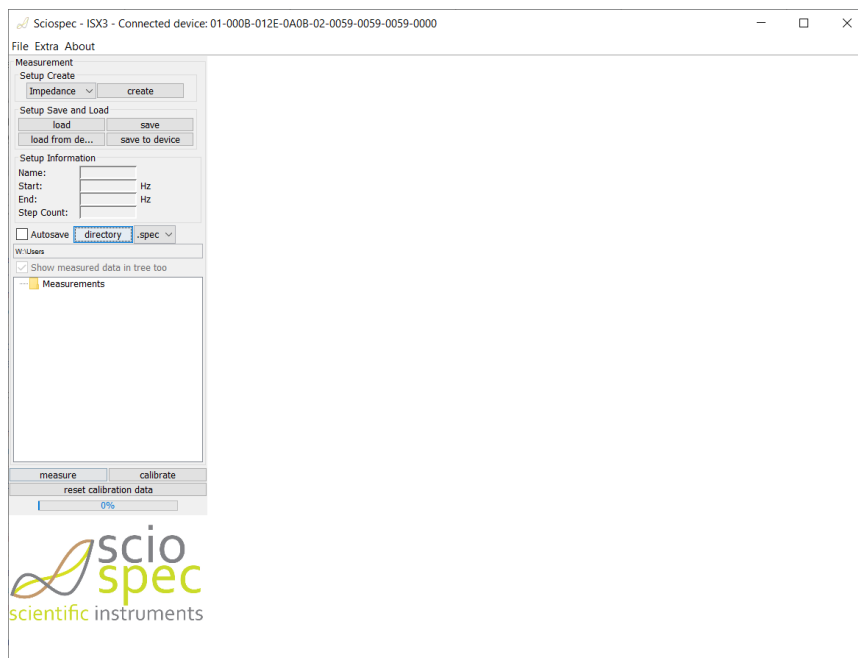 Sciospec - ISX3 - Connected device: 01-000B-012E-0A0B-02-0059-0059-0059-0000
File Extra About
Measurement
Setup Create
Impedance create
Setup Save and Load
load save
load from de... save to device
Setup Information
Name:
Start: Hz
End: Hz
Step Count:
Autosave directory .spec
W:\Users
Show measured data in tree too
Measurements
measure calibrate
reset calibration data
0%
scio
spec
scientific instruments